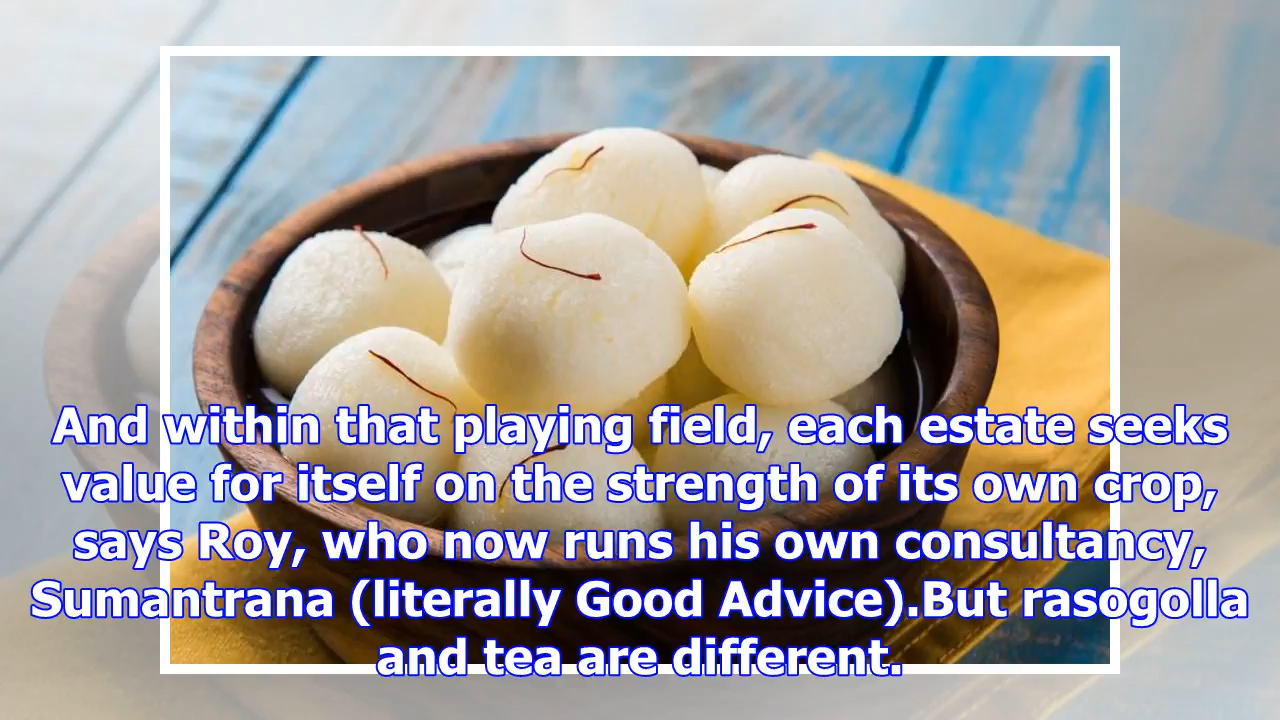 And within that playing field, each estate seeks
value for itself on the strength of its own crop,
says Roy, who now runs his own consultancy,
Sumantrana (literally Good Advice).But rasogolla
and tea are different.